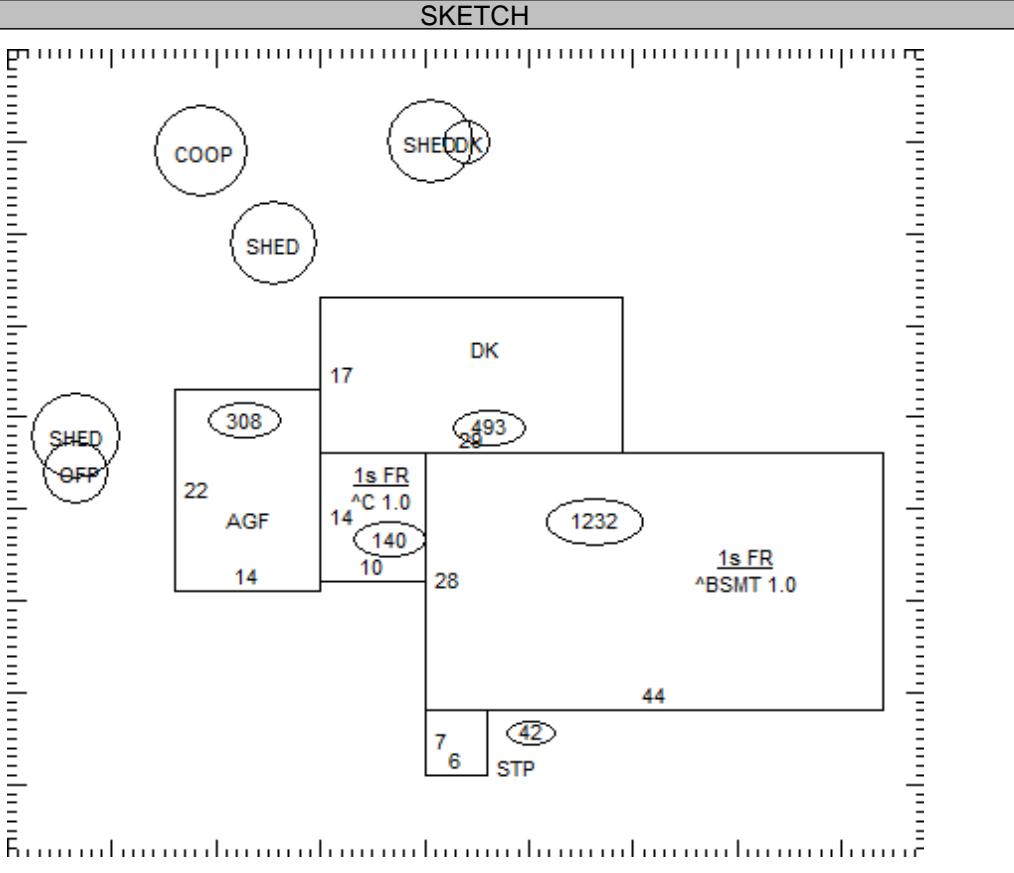 SKETCH
COOP
SHED
DK
SHED
DK
17
493
29
308
22
AGF
14
SHED
OFP
1s FR
^C 1.0
14
140
10
1232
1s FR
^BSMT 1.0
28
44
7
6
42
STP